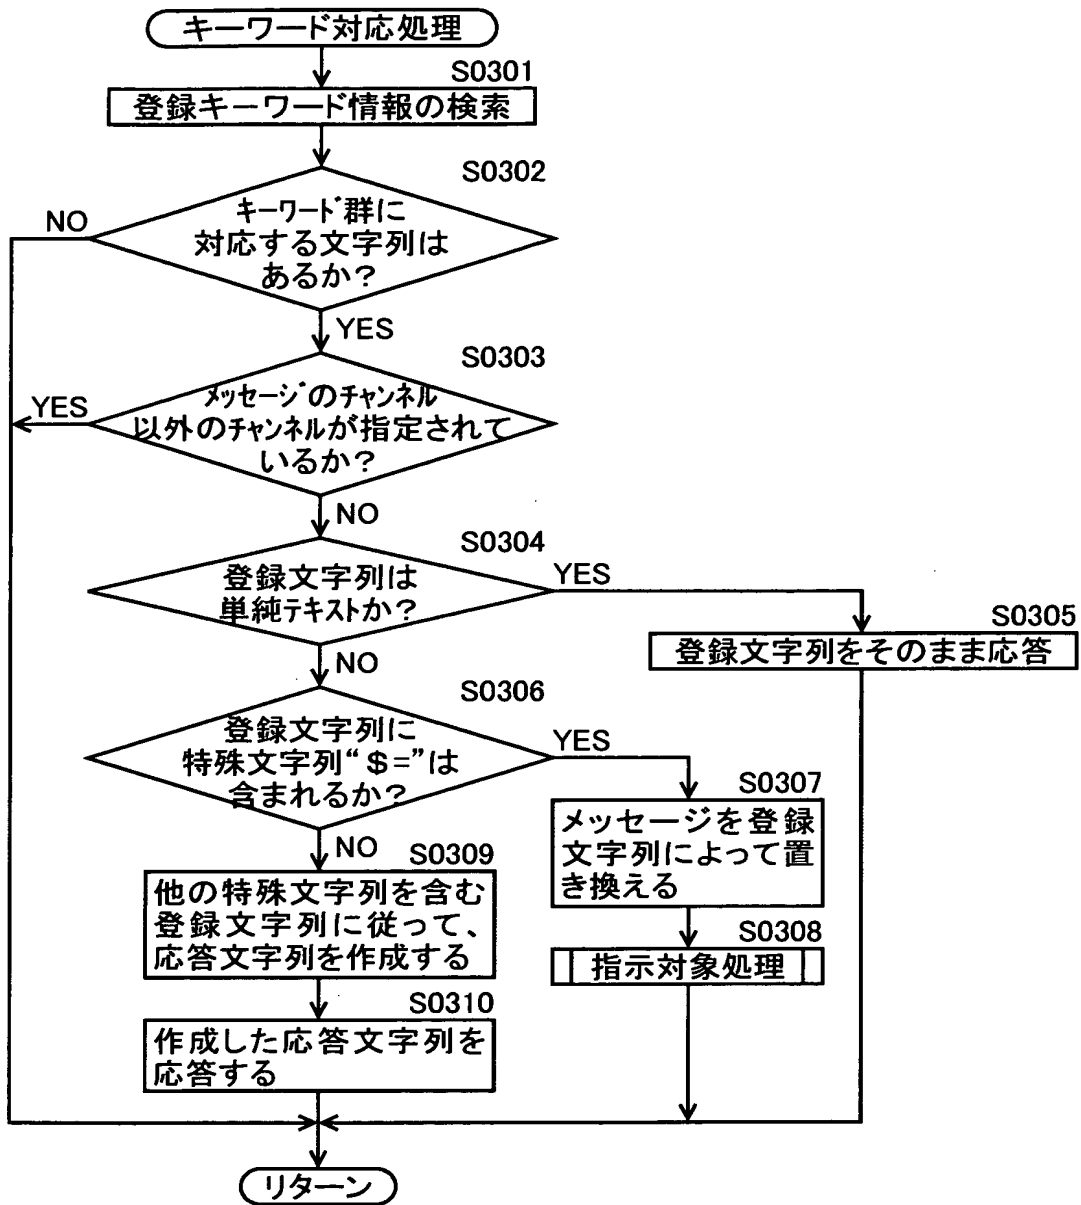 キーワード対応処理
S0301
登録キーワード情報の検索
S0302
キーワード群に
対応する文字列は
あるか?
NO
YES
S0303
メッセージのチャンネル
以外のチャンネルが指定されて
いるか?
YES
NO
S0304
登録文字列は
単純テキストか?
YES
S0305
登録文字列をそのまま応答
NO
S0306
登録文字列に
特殊文字列“$=”は
含まれるか?
YES
S0307
メッセージを登録
文字列によって置
き換える
NO
S0309
他の特殊文字列を含む
登録文字列に従って、
応答文字列を作成する
S0308
指示対象処理
S0310
作成した応答文字列を
応答する
リターン